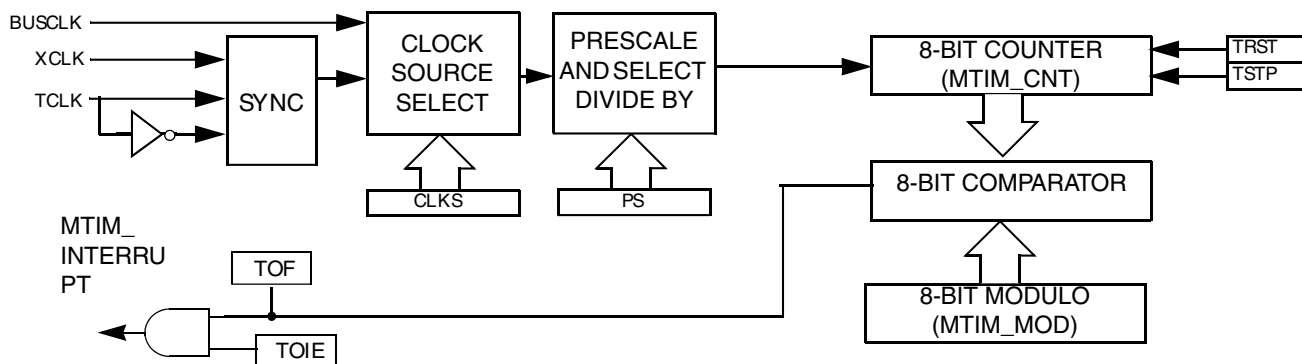 BUSCLK
XCLK
TCLK
SYNC
CLOCK
SOURCE
SELECT
PRESCALE
AND SELECT
DIVIDE BY
8-BIT COUNTER
(MTIM_CNT)
TRST
TSTP
CLKS
PS
8-BIT COMPARATOR
MTIM_
INTERRU
PT
TOF
TOIE
8-BIT MODULO
(MTIM_MOD)